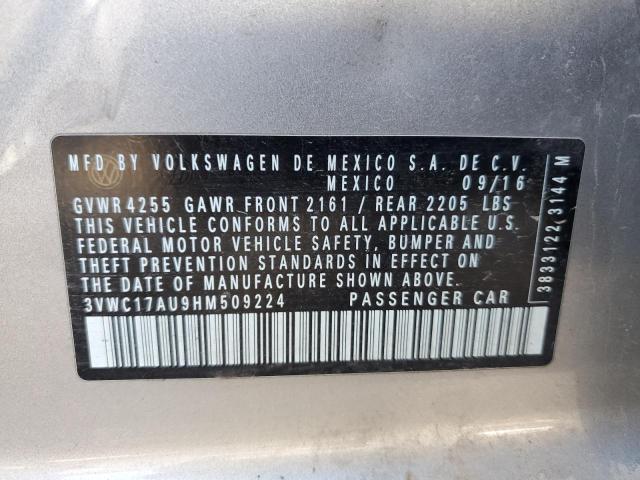 MFD BY VOLKSWAGEN DE MEXICO S.A. DE C.V.
MEXICO 09/16
GVWR 4255 GAWR FRONT 2161 / REAR 2205 LBS
THIS VEHICLE CONFORMS TO ALL APPLICABLE U.S.
FEDERAL MOTOR VEHICLE SAFETY, BUMPER AND
THEFT PREVENTION STANDARDS IN EFFECT ON
THE DATE OF MANUFACTURE SHOWN ABOVE.
3VWC17AU9HM509224 PASSENGER CAR
3833122,3144 M